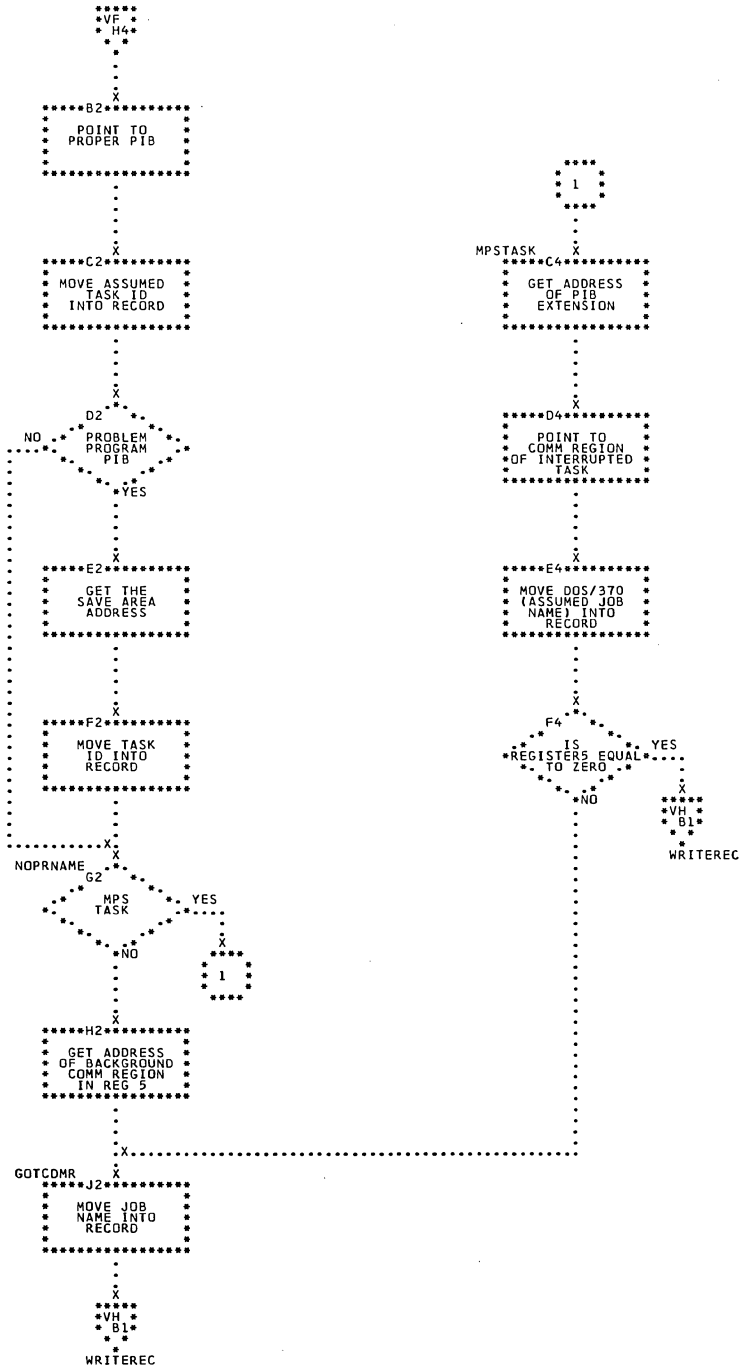 VF
H4
B2
POINT TO
PROPER PIB
C2
MOVE ASSUMED
TASK ID
INTO RECORD
D2
NO
PROBLEM
PROGRAM
PIB
YES
E2
GET THE
SAVE AREA
ADDRESS
F2
MOVE TASK
ID INTO
RECORD
NOPRNAME
G2
MPS
TASK
YES
NO
1
H2
GET ADDRESS
OF BACKGROUND
COMM REGION
IN REG 5
GOTCDMR
J2
MOVE JOB
NAME INTO
RECORD
VH
B1
WRITEREC
1
MPSTASK
C4
GET ADDRESS
OF PIB
EXTENSION
D4
POINT TO
COMM REGION
OF INTERRUPTED
TASK
E4
MOVE DOS/370
(ASSUMED JOB
NAME) INTO
RECORD
F4
IS
REGISTER5 EQUAL
TO ZERO
YES
NO
VH
B1
WRITEREC